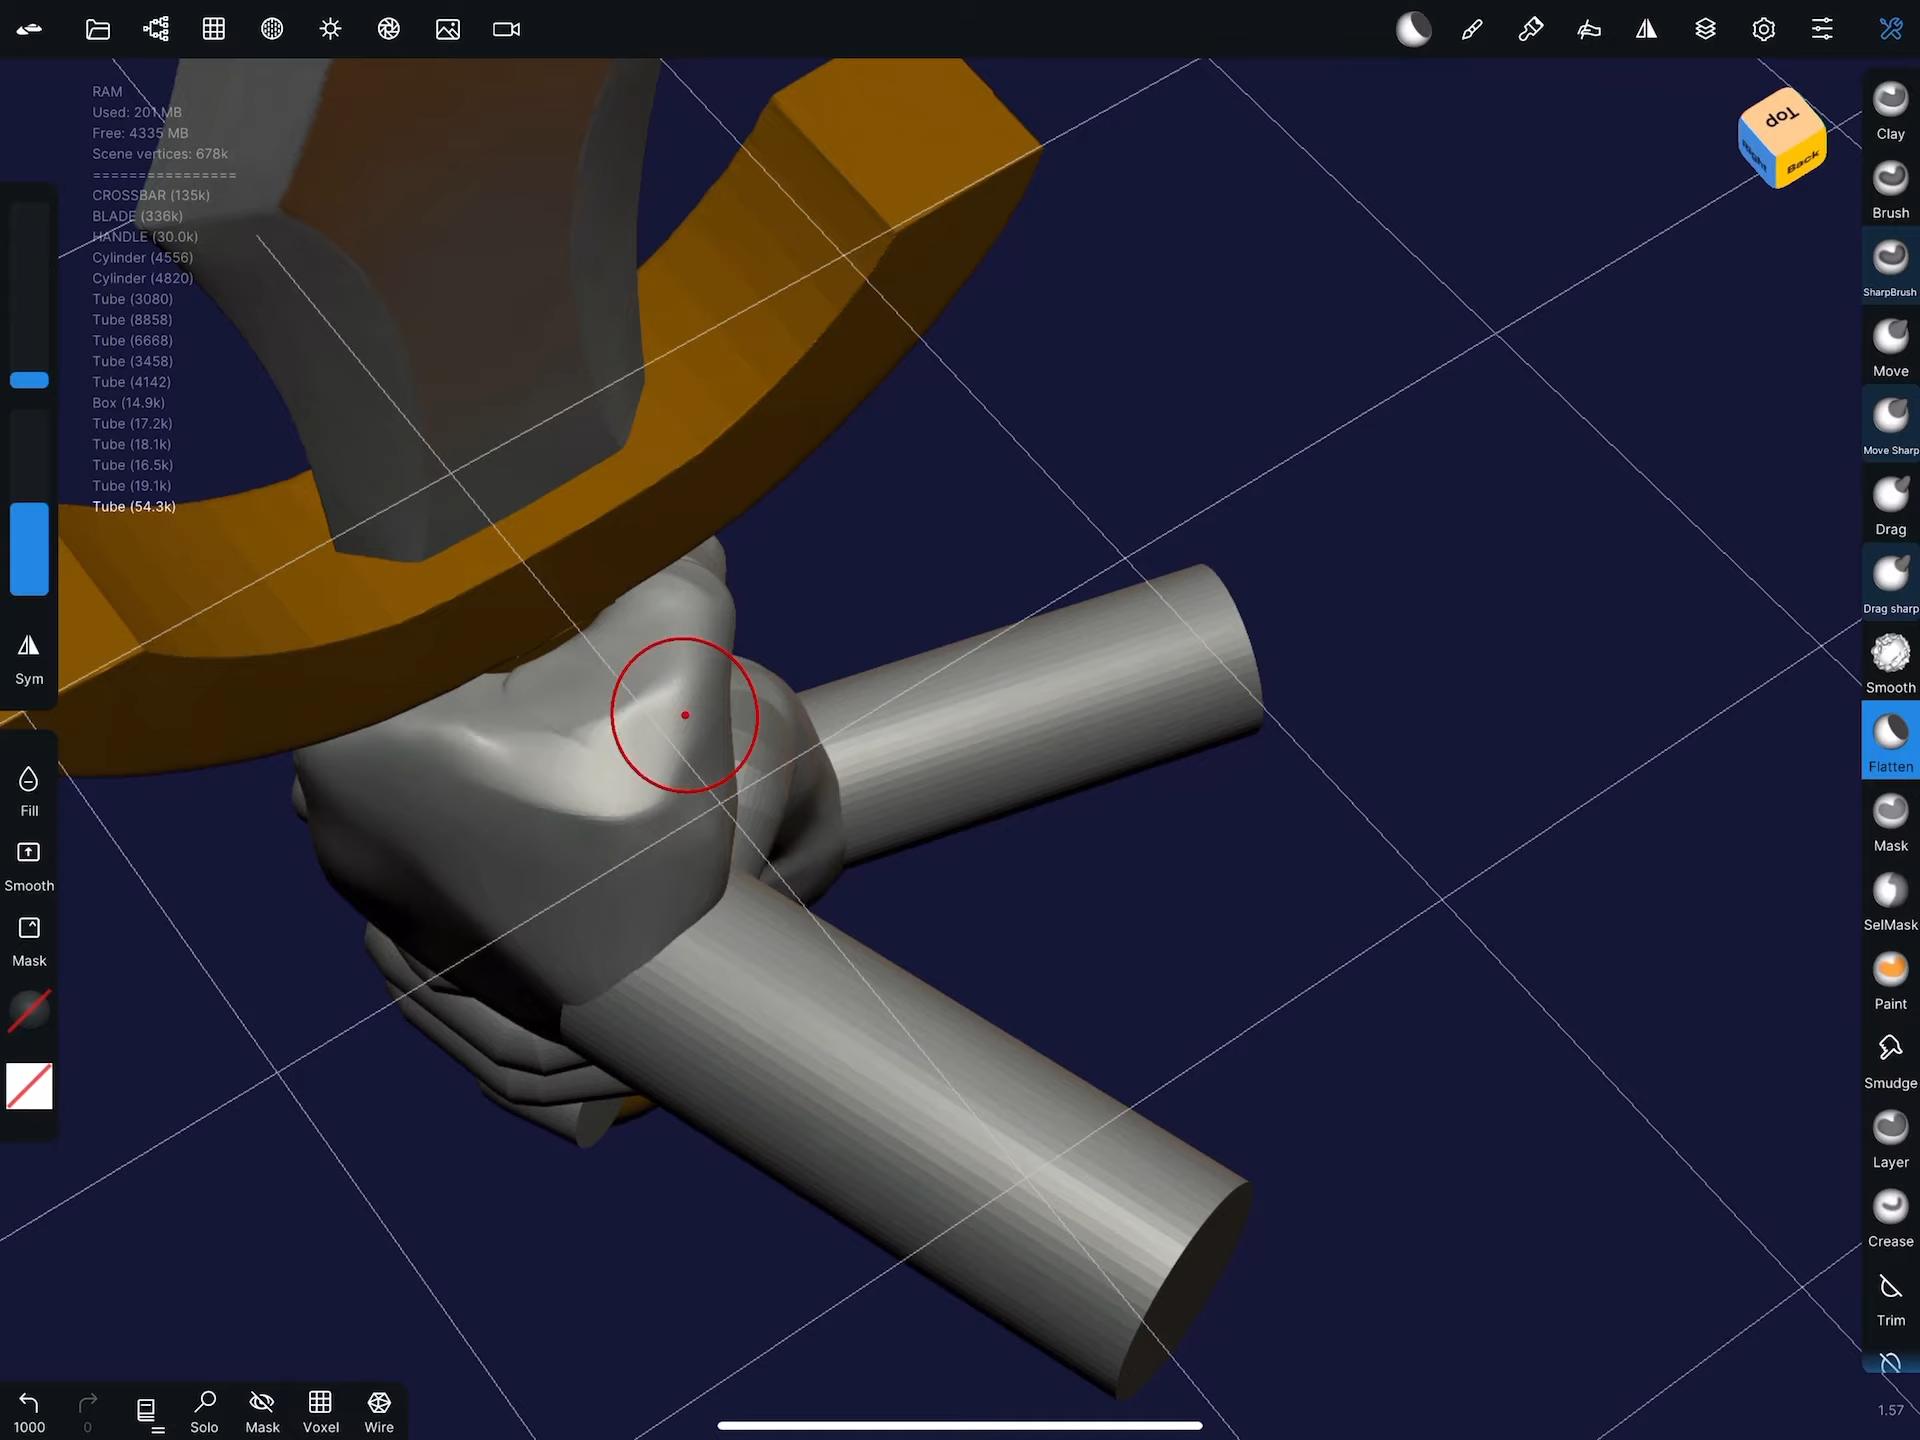 RAM
Used: 201 MB
Free: 4335 MB
Scene vertices: 678k
================
CROSSBAR (135k)
BLADE (336k)
HANDLE (30.0k)
Cylinder (4556)
Cylinder (4820)
Tube (3080)
Tube (8858)
Tube (6668)
Tube (3458)
Tube (4142)
Box (14.9k)
Tube (17.2k)
Tube (18.1k)
Tube (16.5k)
Tube (19.1k)
Tube (54.3k)
Sym
Fill
Smooth
Mask
1000
0
Solo
Mask
Voxel
Wire
Top
Right
Back
Clay
Brush
SharpBrush
Move
Move Sharp
Drag
Drag sharp
Smooth
Flatten
Mask
SelMask
Paint
Smudge
Layer
Crease
Trim
1.57